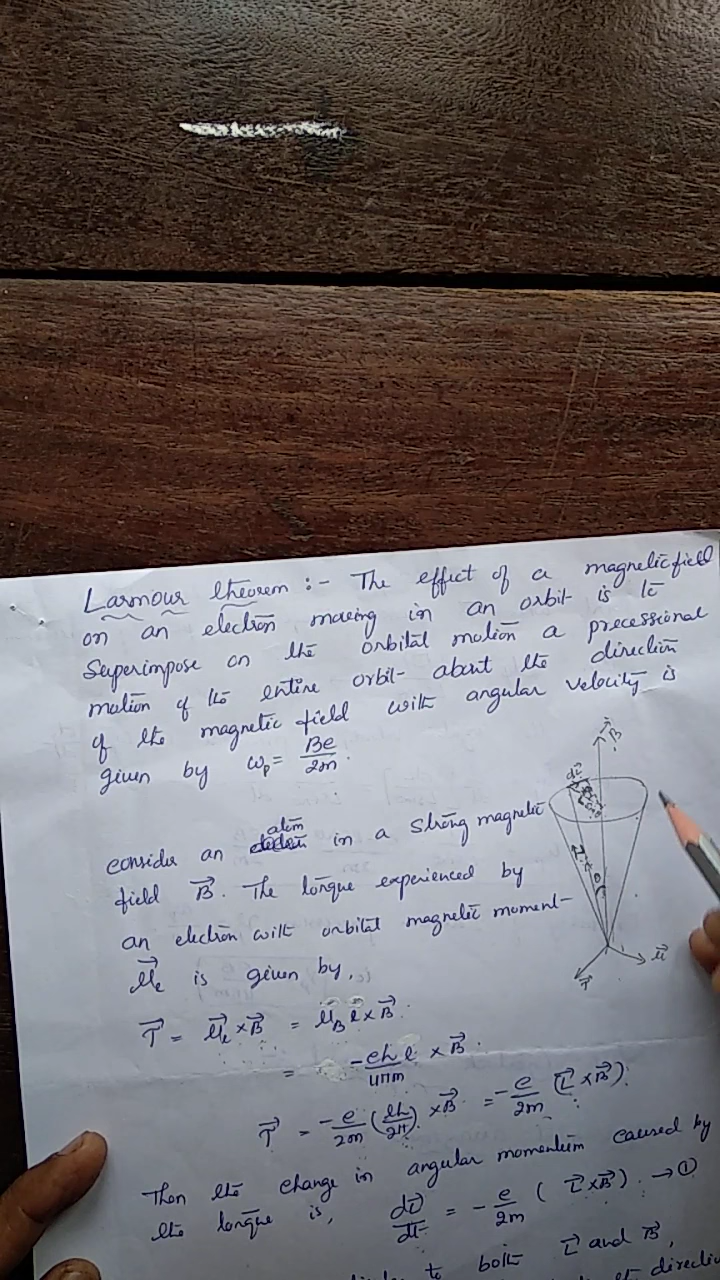 Larmour theorem :- The effect of a magnetic field
on an electron moving in an orbit is to
Superimpose on the orbital motion a precessional
motion of the entire orbit about the direction
of the magnetic field with angular velocity is
given by ωp = Be/2m.
consider an atom in a strong magnetic
field B⃗. The torque experienced by
an electron with orbital magnetic moment
μ⃗ₑ is given by,
τ⃗ = μ⃗ₑ × B⃗ = μ_B l × B⃗.
= -ehl/4πm × B⃗.
τ⃗ = -e/2m (lh/2π) × B⃗ = -e/2m (L⃗ × B⃗).
Then the change in angular momentum caused by
the torque is, dL⃗/dt = -e/2m (L⃗ × B⃗) → ①
to both L⃗ and B⃗,
B⃗
dL⃗
L⃗
θ
μ⃗
τ⃗